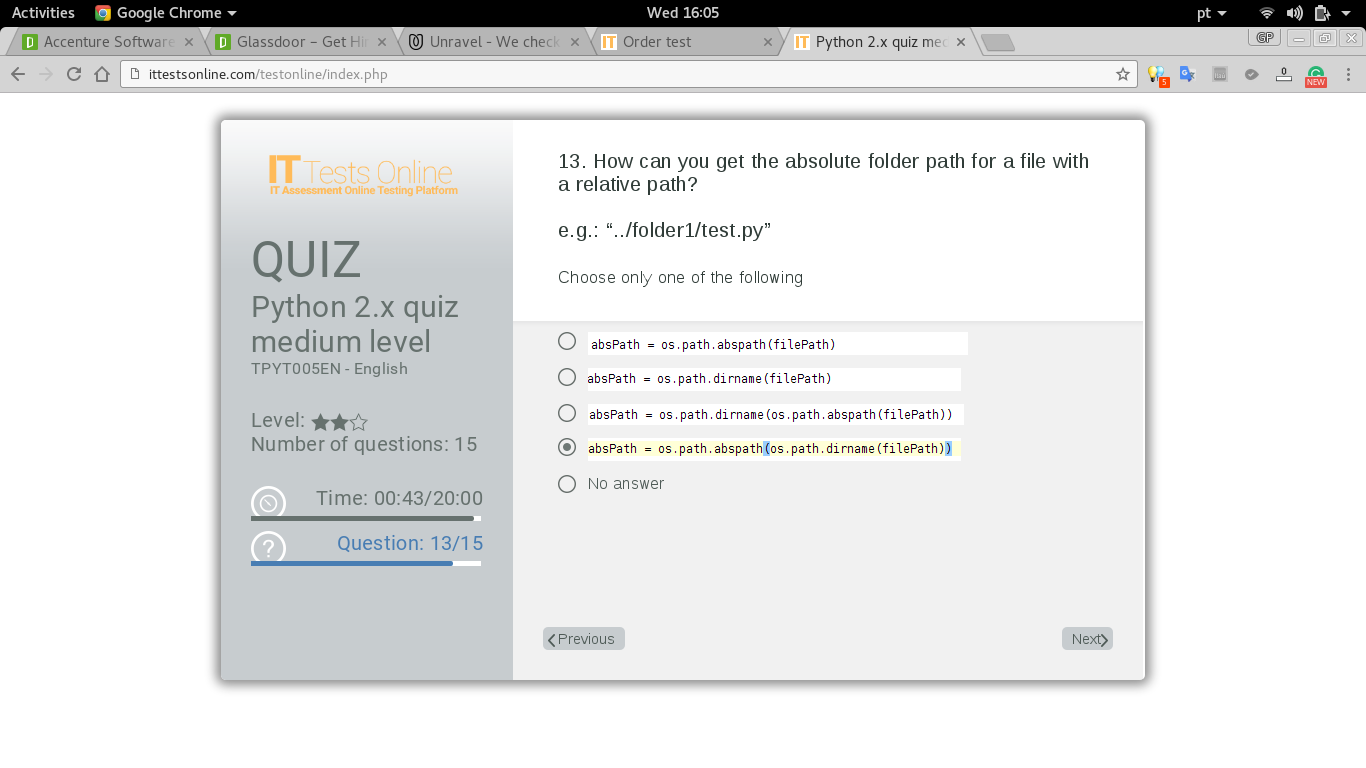 Activities Google Chrome Wed 16:05 pt
Accenture Software Glassdoor – Get Hi Unravel - We check Order test Python 2.x quiz med GP
ittestsonline.com/testonline/index.php 5 0 NEW
IT Tests Online
IT Assessment Online Testing Platform
QUIZ
Python 2.x quiz
medium level
TPYT005EN - English
Level:
Number of questions: 15
Time: 00:43/20:00
? Question: 13/15
13. How can you get the absolute folder path for a file with
a relative path?
e.g.: “../folder1/test.py”
Choose only one of the following
absPath = os.path.abspath(filePath)
absPath = os.path.dirname(filePath)
absPath = os.path.dirname(os.path.abspath(filePath))
absPath = os.path.abspath(os.path.dirname(filePath))
No answer
Previous Next